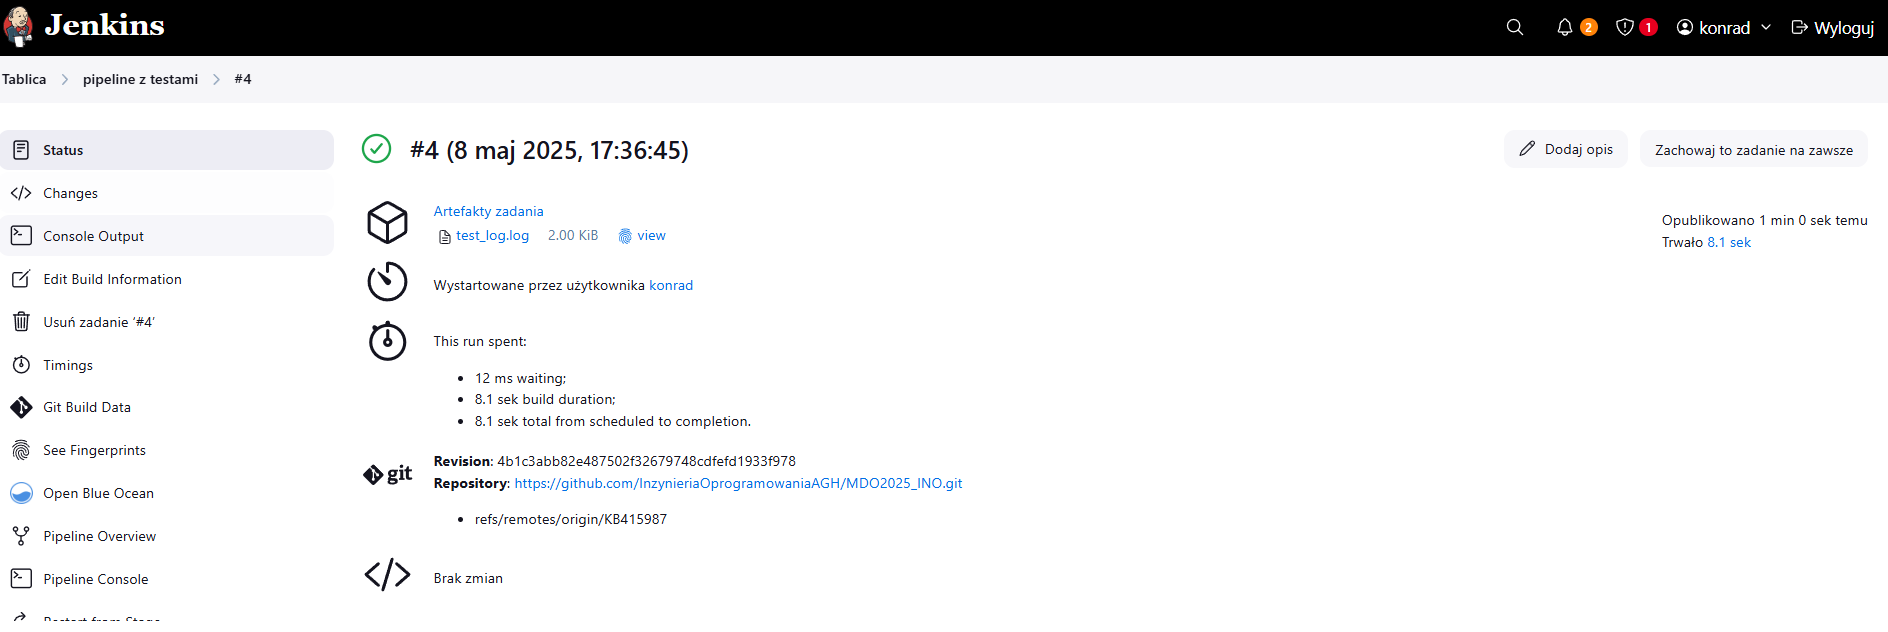 Jenkins
2
1
konrad
Wyloguj
Tablica
pipeline z testami
#4
Status
Changes
Console Output
Edit Build Information
Usuń zadanie ‘#4’
Timings
Git Build Data
See Fingerprints
Open Blue Ocean
Pipeline Overview
Pipeline Console
Restart from Stage
#4 (8 maj 2025, 17:36:45)
Dodaj opis
Zachowaj to zadanie na zawsze
Artefakty zadania
test_log.log 2.00 KiB view
Opublikowano 1 min 0 sek temu
Trwało 8.1 sek
Wystartowane przez użytkownika konrad
This run spent:
12 ms waiting;
8.1 sek build duration;
8.1 sek total from scheduled to completion.
git
Revision: 4b1c3abb82e487502f32679748cdfefd1933f978
Repository: https://github.com/InzynieriaOprogramowaniaAGH/MDO2025_INO.git
refs/remotes/origin/KB415987
Brak zmian